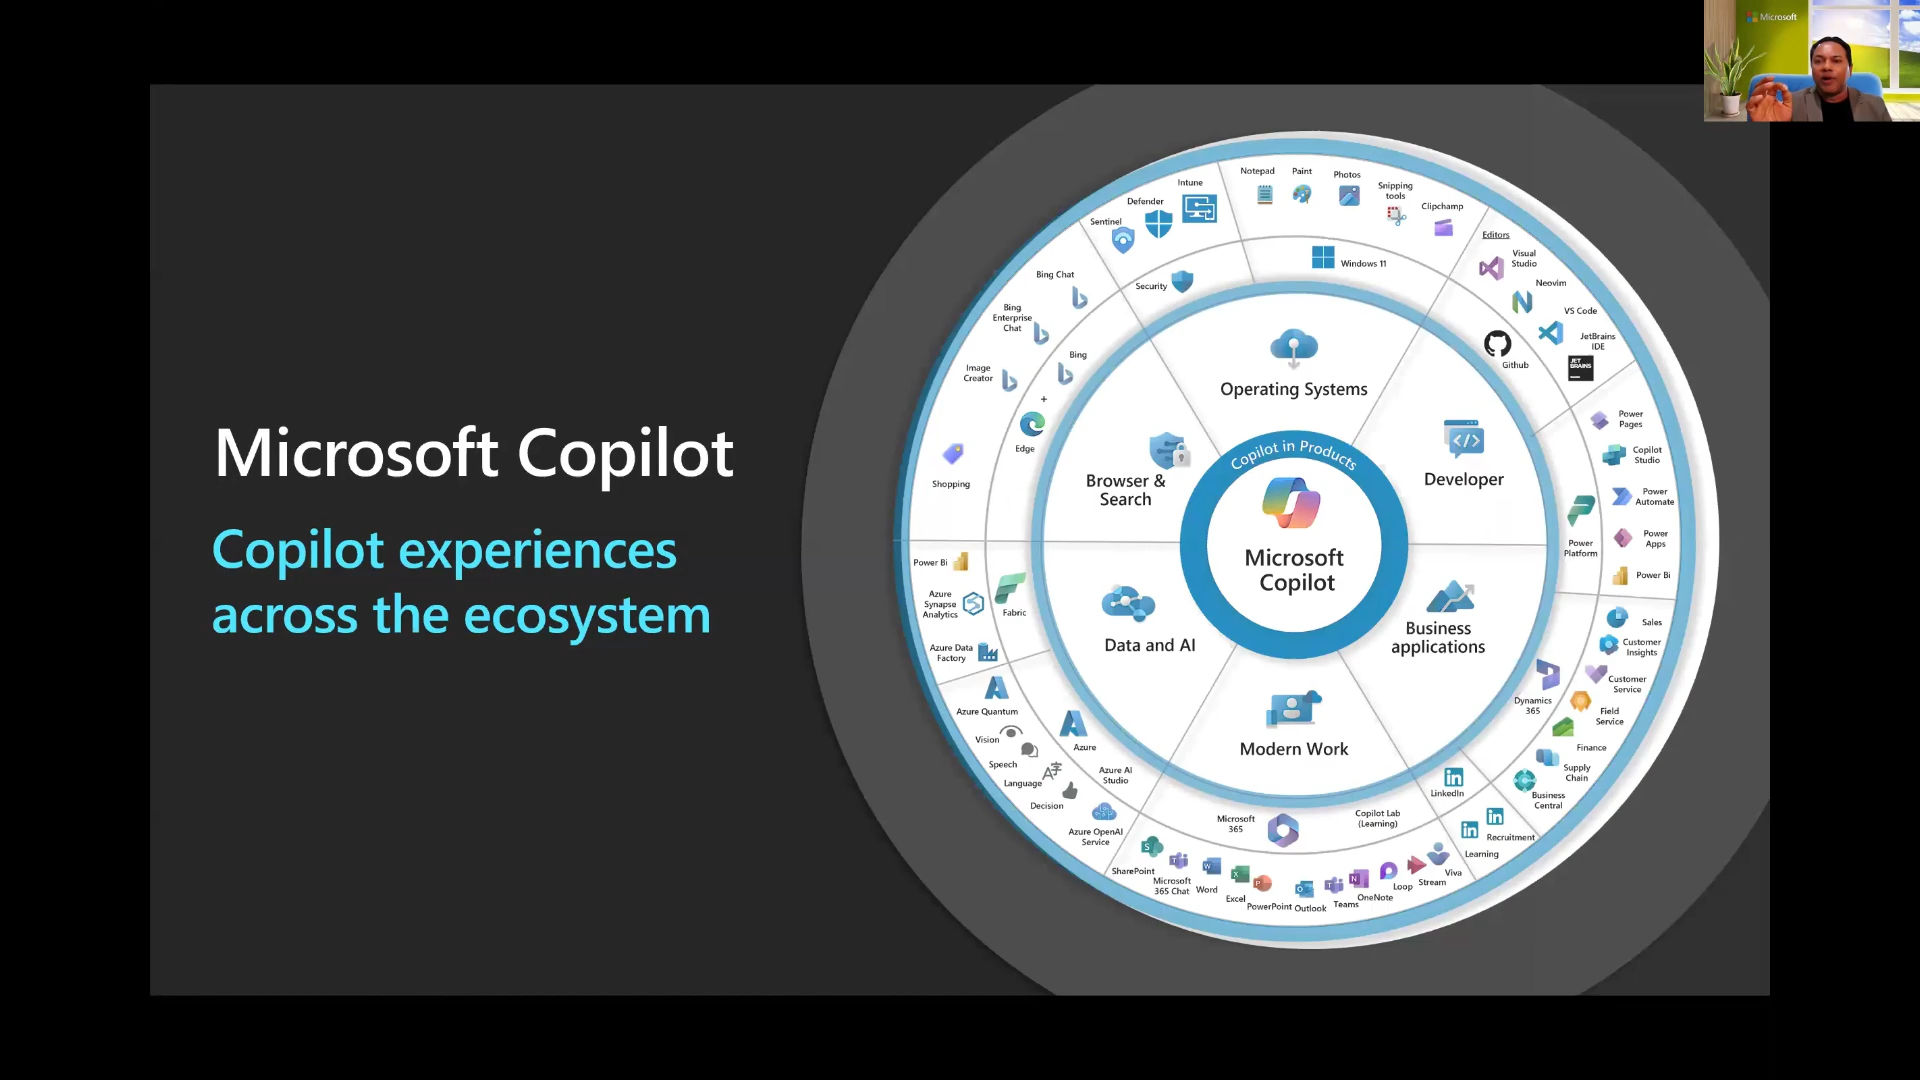 Microsoft
Microsoft Copilot
Copilot experiences
across the ecosystem
Copilot in Products
Microsoft
Copilot
Operating Systems
Developer
Business
applications
Modern Work
Data and AI
Browser &
Search
Windows 11
Notepad
Paint
Photos
Snipping
tools
Clipchamp
Editors
Visual
Studio
Neovim
VS Code
JetBrains
IDE
JET
BRAINS
Github
Power
Pages
Copilot
Studio
Power
Automate
Power
Apps
Power Bi
Power
Platform
Sales
Customer
Insights
Customer
Service
Field
Service
Finance
Supply
Chain
Business
Central
Dynamics
365
LinkedIn
Recruitment
Learning
Microsoft
365
Copilot Lab
(Learning)
SharePoint
Microsoft
365 Chat
Word
Excel
PowerPoint
Outlook
Teams
OneNote
Loop
Stream
Viva
Azure
Azure AI
Studio
Azure Quantum
Vision
Speech
Language
Decision
Azure OpenAI
Service
Fabric
Power Bi
Azure
Synapse
Analytics
Azure Data
Factory
Bing
+
Edge
Bing Chat
Bing
Enterprise
Chat
Image
Creator
Shopping
Security
Sentinel
Defender
Intune